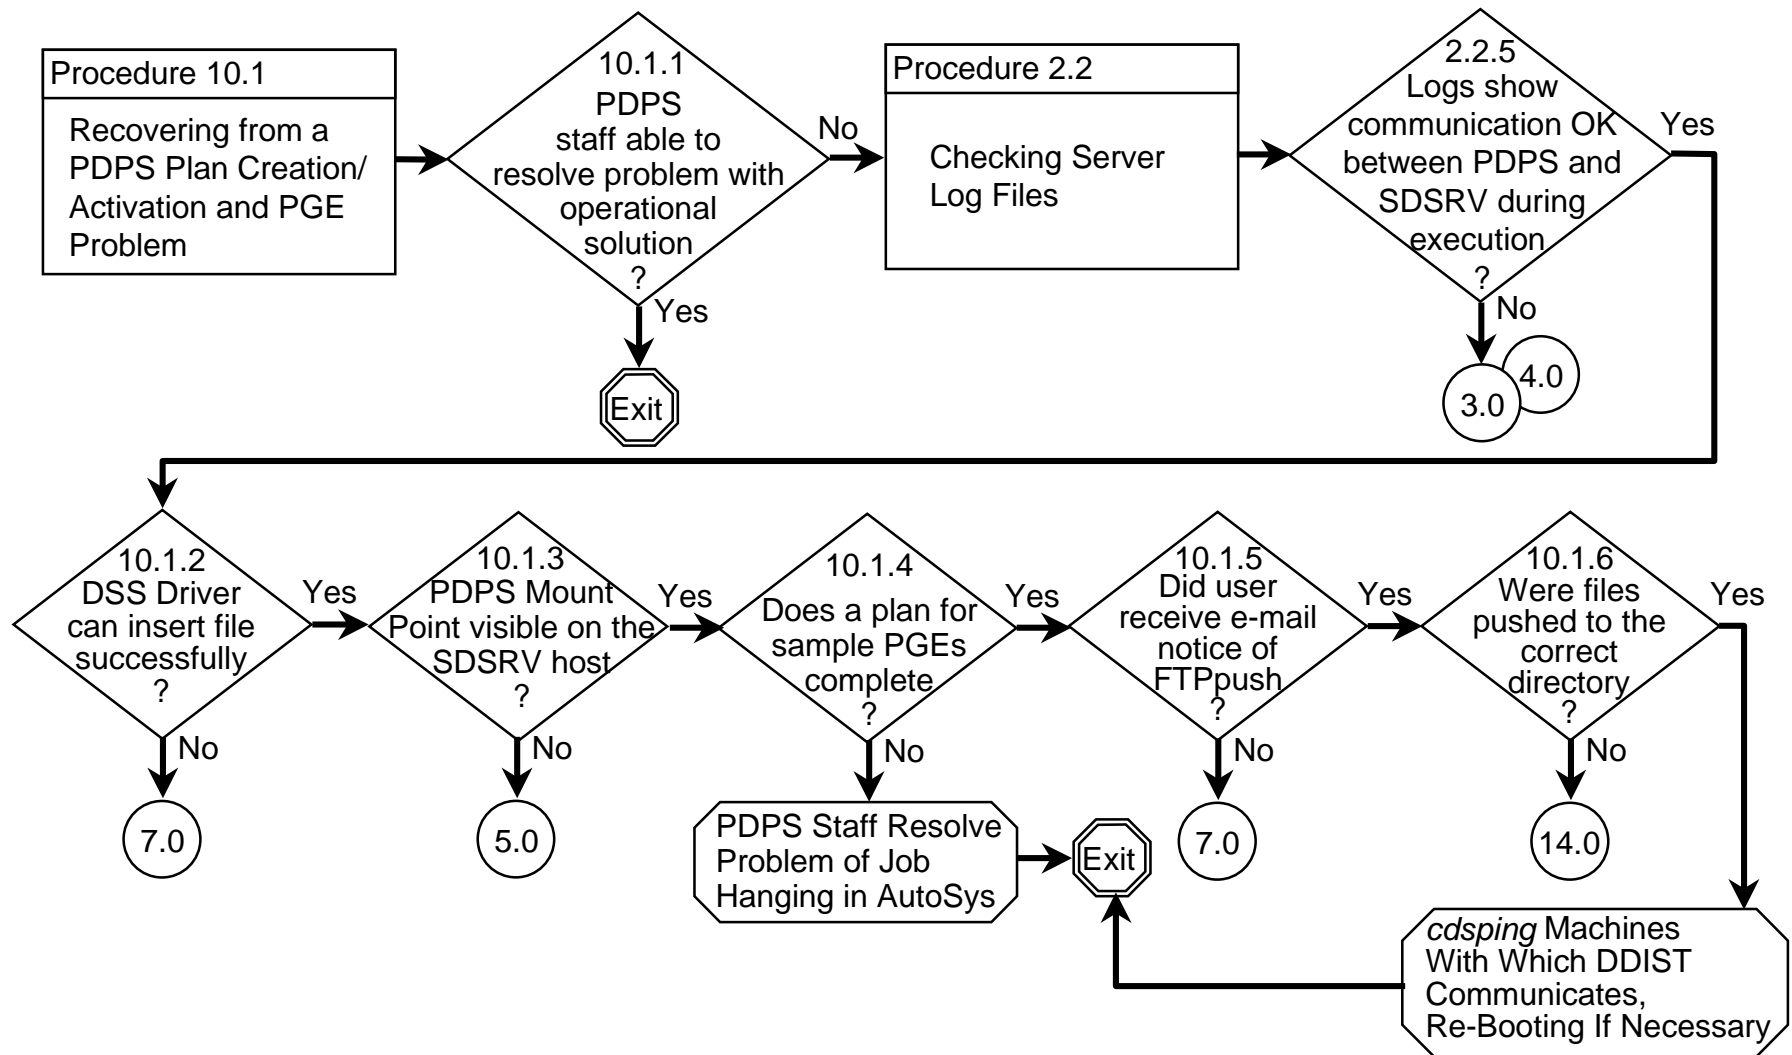 Procedure 10.1
Recovering from a
PDPS Plan Creation/
Activation and PGE
Problem
10.1.1
PDPS
staff able to
resolve problem with
operational
solution
?
No
Yes
Exit
Procedure 2.2
Checking Server
Log Files
2.2.5
Logs show
communication OK
between PDPS and
SDSRV during
execution
?
Yes
No
4.0
3.0
10.1.2
DSS Driver
can insert file
successfully
?
Yes
No
7.0
10.1.3
PDPS Mount
Point visible on the
SDSRV host
?
Yes
No
5.0
10.1.4
Does a plan for
sample PGEs
complete
?
Yes
No
PDPS Staff Resolve
Problem of Job
Hanging in AutoSys
Exit
10.1.5
Did user
receive e-mail
notice of
FTPpush
?
Yes
No
7.0
10.1.6
Were files
pushed to the
correct
directory
?
Yes
No
14.0
cdsping Machines
With Which DDIST
Communicates,
Re-Booting If Necessary